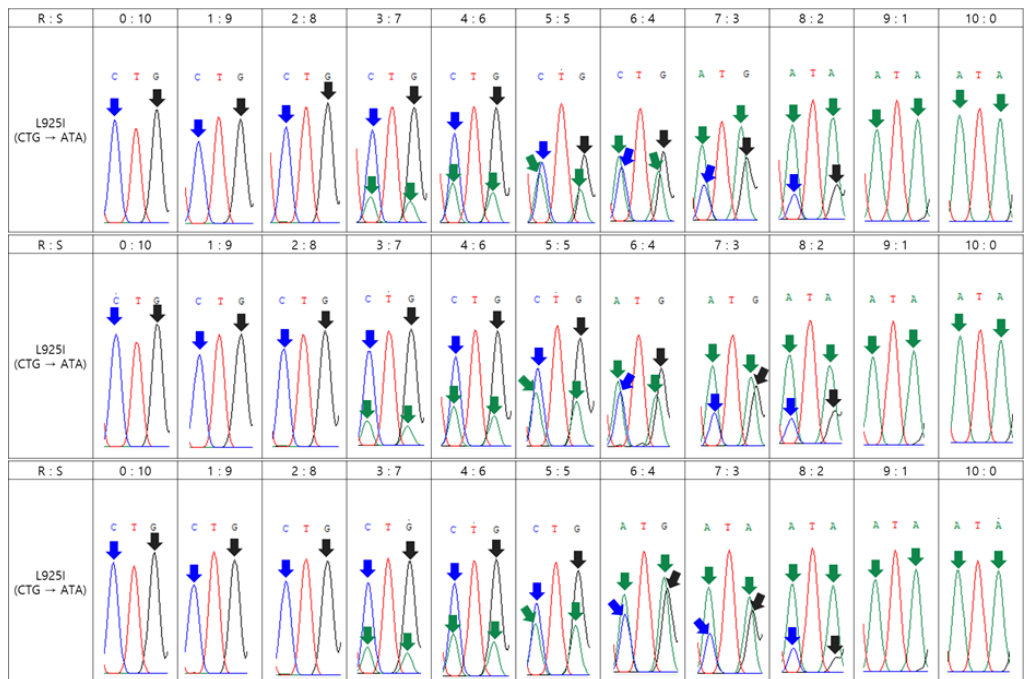 R : S 0 : 10 1 : 9 2 : 8 3 : 7 4 : 6 5 : 5 6 : 4 7 : 3 8 : 2 9 : 1 10 : 0
C T G C T G C T G C T G C T G C T G C T G A T G A T A A T A A T A
L925I
(CTG → ATA)
R : S 0 : 10 1 : 9 2 : 8 3 : 7 4 : 6 5 : 5 6 : 4 7 : 3 8 : 2 9 : 1 10 : 0
C T G C T G C T G C T G C T G C T G A T G A T G A T A A T A A T A
L925I
(CTG → ATA)
R : S 0 : 10 1 : 9 2 : 8 3 : 7 4 : 6 5 : 5 6 : 4 7 : 3 8 : 2 9 : 1 10 : 0
C T G C T G C T G C T G C T G C T G A T G A T A A T A A T A A T A
L925I
(CTG → ATA)